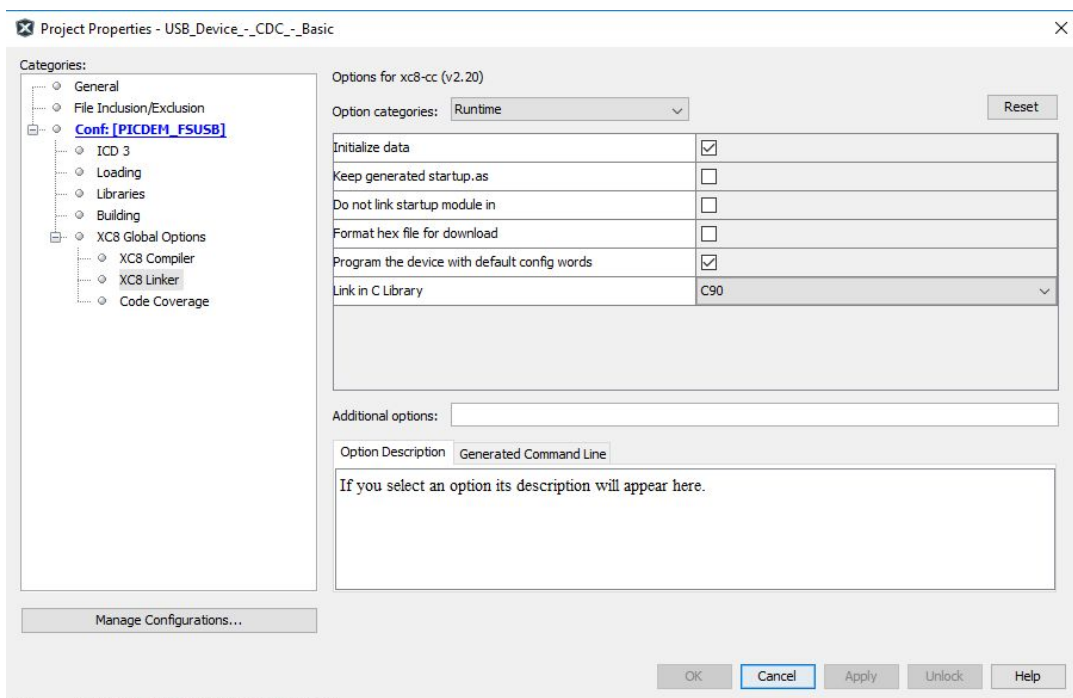 Project Properties - USB_Device_-_CDC_-_Basic
Categories:
General
File Inclusion/Exclusion
Conf: [PICDEM_FSUSB]
ICD 3
Loading
Libraries
Building
XC8 Global Options
XC8 Compiler
XC8 Linker
Code Coverage
Manage Configurations...
Options for xc8-cc (v2.20)
Option categories: Runtime Reset
Initialize data
Keep generated startup.as
Do not link startup module in
Format hex file for download
Program the device with default config words
Link in C Library C90
Additional options:
Option Description Generated Command Line
If you select an option its description will appear here.
OK Cancel Apply Unlock Help